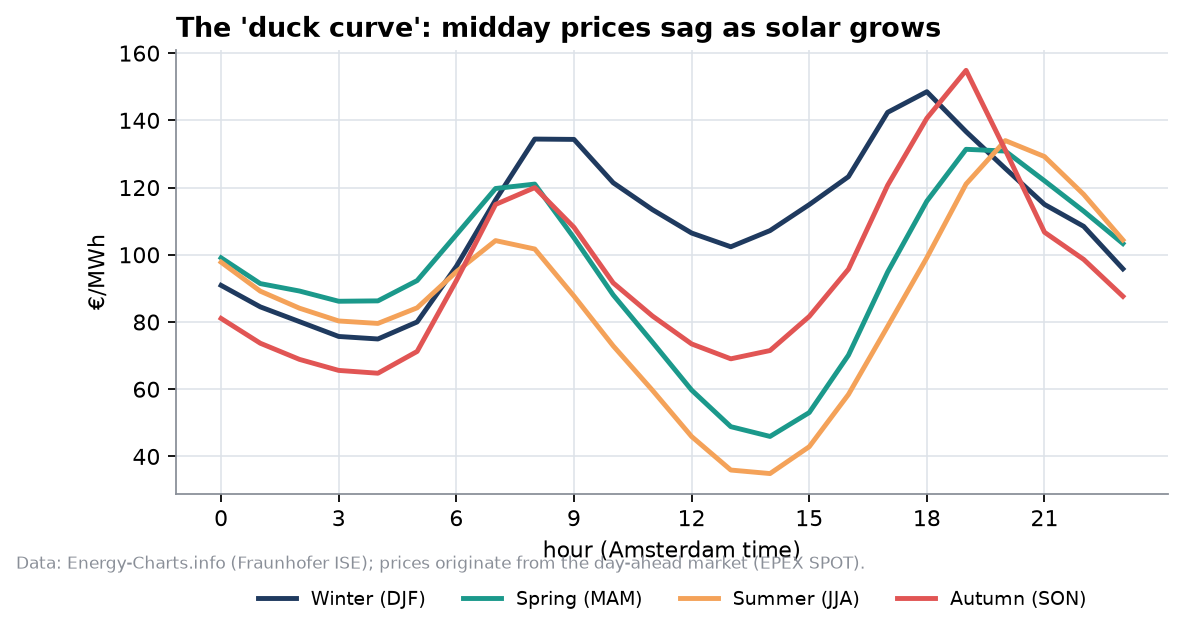 The 'duck curve': midday prices sag as solar grows
160
140
120
100
80
60
40
€/MWh
0 3 6 9 12 15 18 21
hour (Amsterdam time)
Data: Energy-Charts.info (Fraunhofer ISE); prices originate from the day-ahead market (EPEX SPOT).
Winter (DJF) Spring (MAM) Summer (JJA) Autumn (SON)